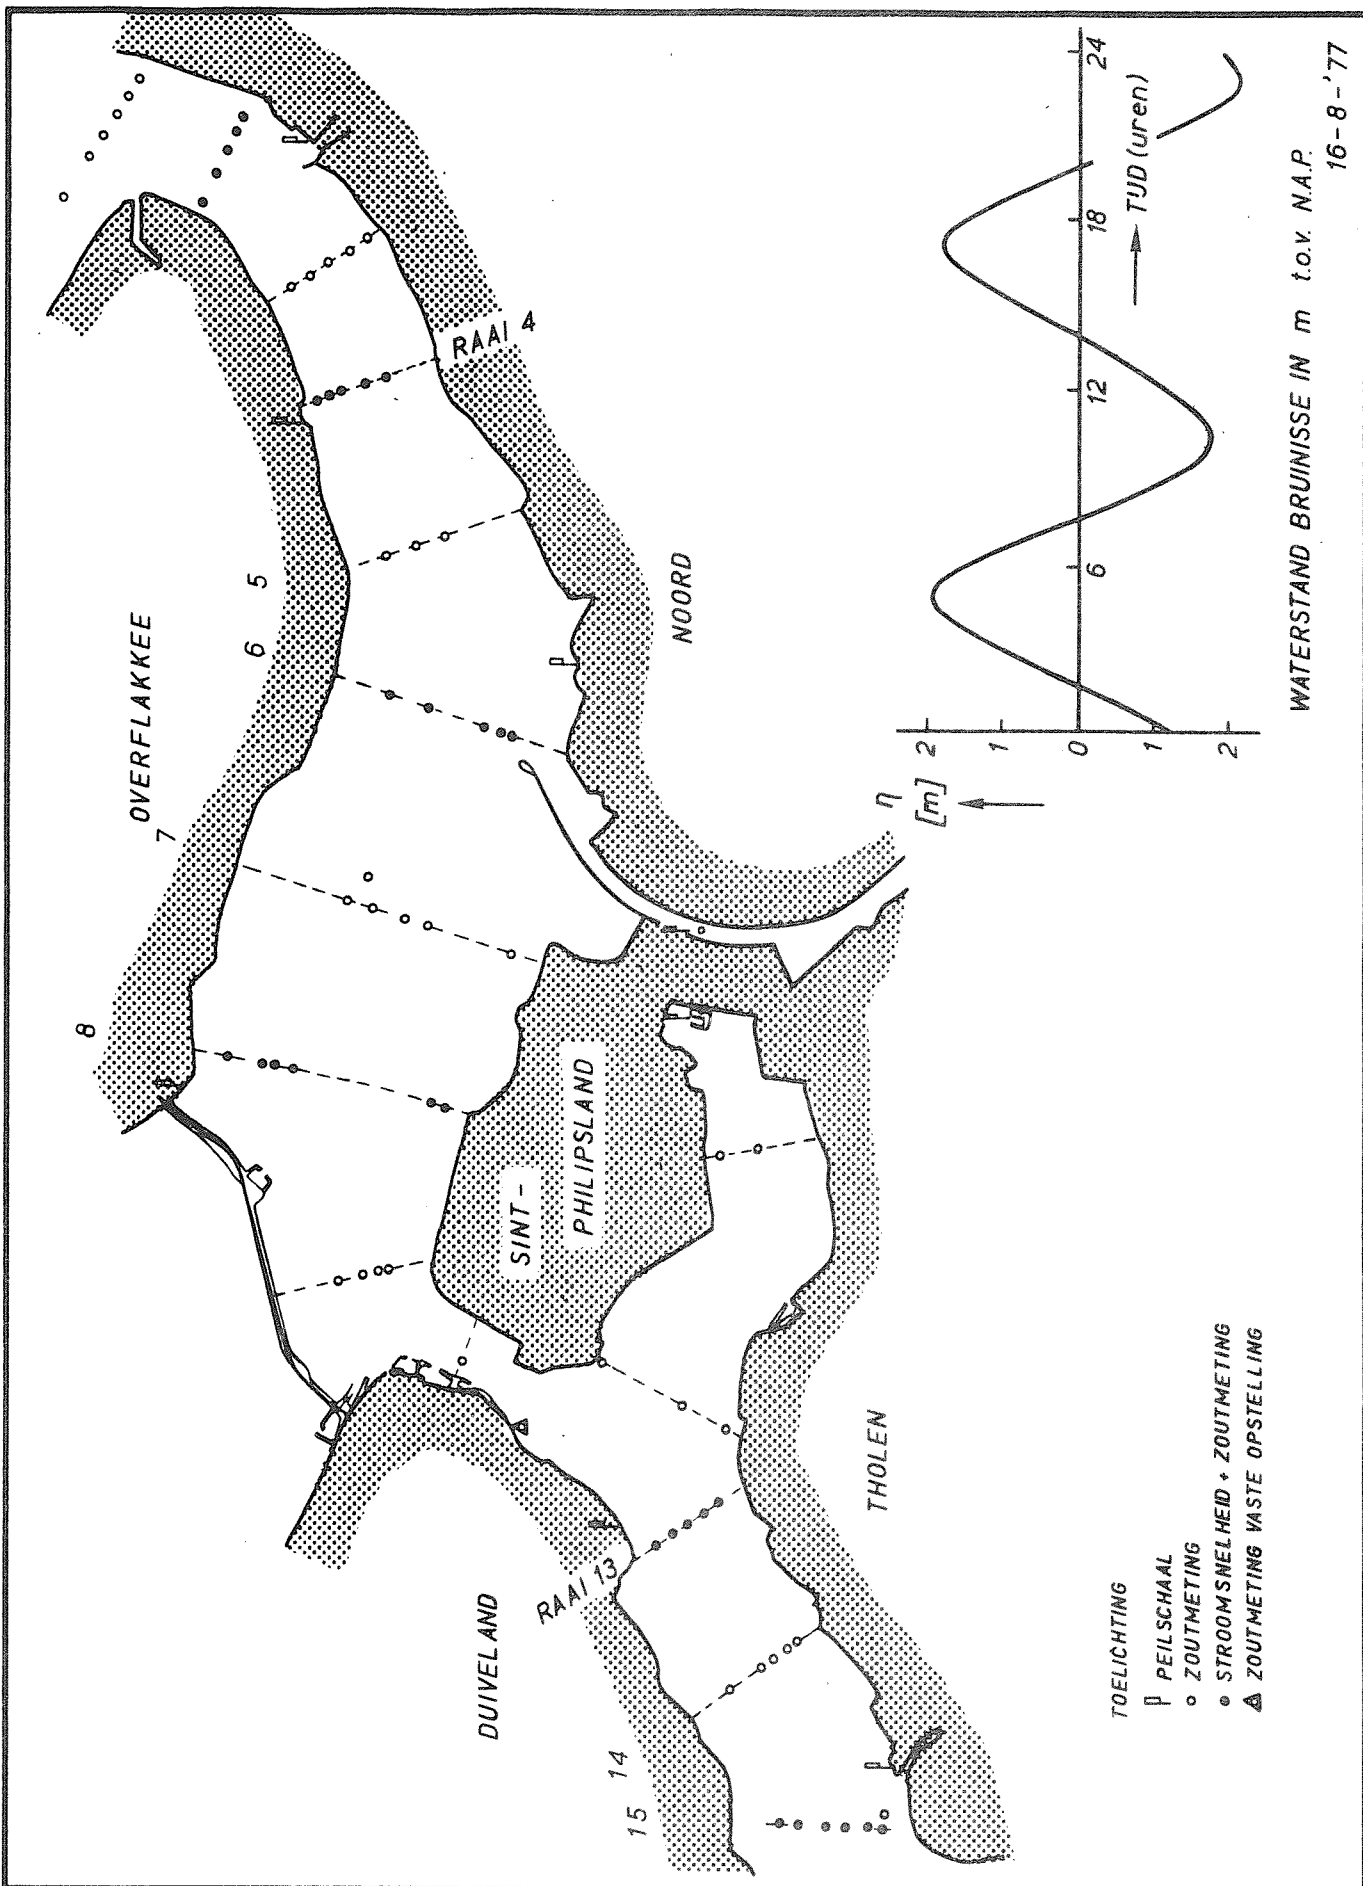 OVERFLAKKEE
5
6
7
8
RAAI 4
NOORD
SINT-
PHILIPSLAND
DUIVELAND
RAAI 13
14
15
THOLEN
TOELICHTING
PEILSCHAAL
ZOUTMETING
STROOMSNELHEID + ZOUTMETING
ZOUTMETING VASTE OPSTELLING
η
[m]
2
1
0
1
2
6
12
18
24
TIJD (uren)
WATERSTAND BRUINISSE IN m t.o.v. N.A.P.
16-8-'77